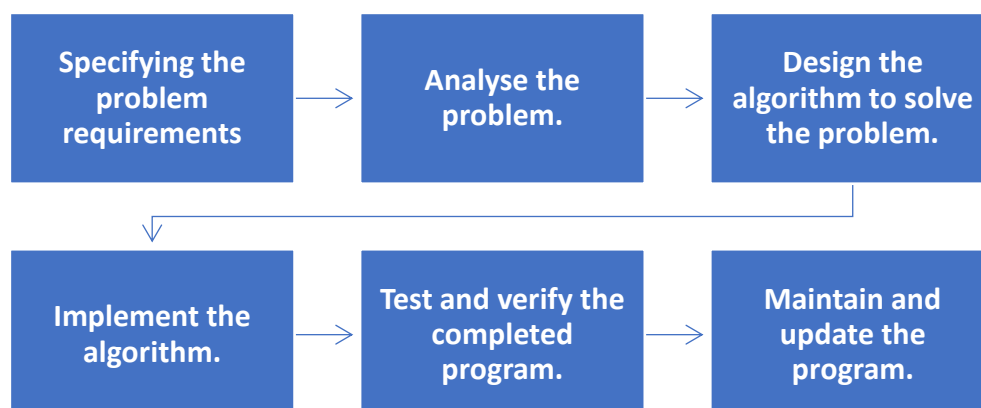 Specifying the
problem
requirements
Analyse the
problem.
Design the
algorithm to solve
the problem.
Implement the
algorithm.
Test and verify the
completed
program.
Maintain and
update the
program.